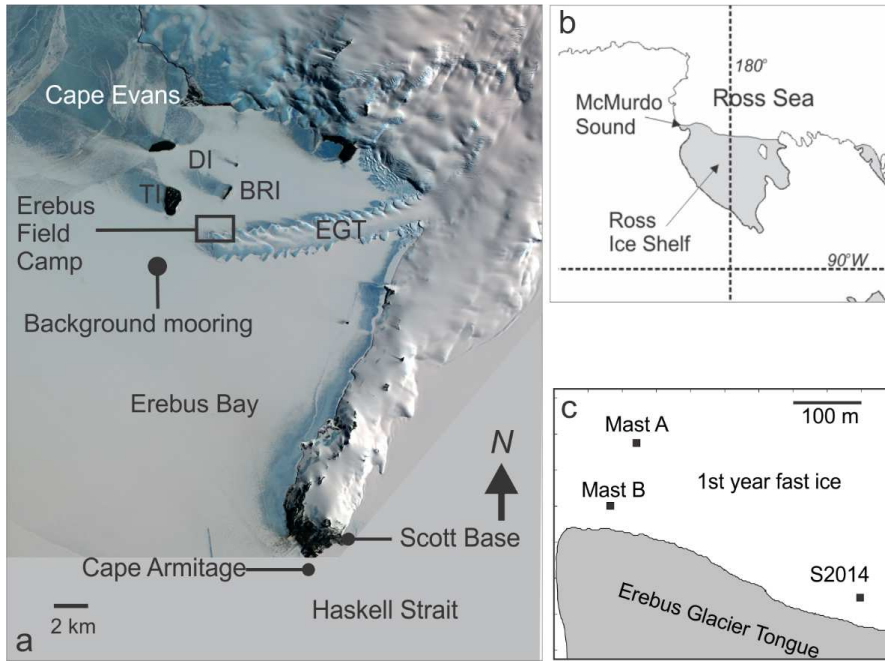 Cape Evans
DI
TI
BRI
Erebus
Field
Camp
EGT
Background mooring
Erebus Bay
N
Scott Base
Cape Armitage
2 km
Haskell Strait
a
b
180°
McMurdo
Sound
Ross Sea
Ross
Ice Shelf
90°W
c
100 m
Mast A
Mast B
1st year fast ice
S2014
Erebus Glacier Tongue